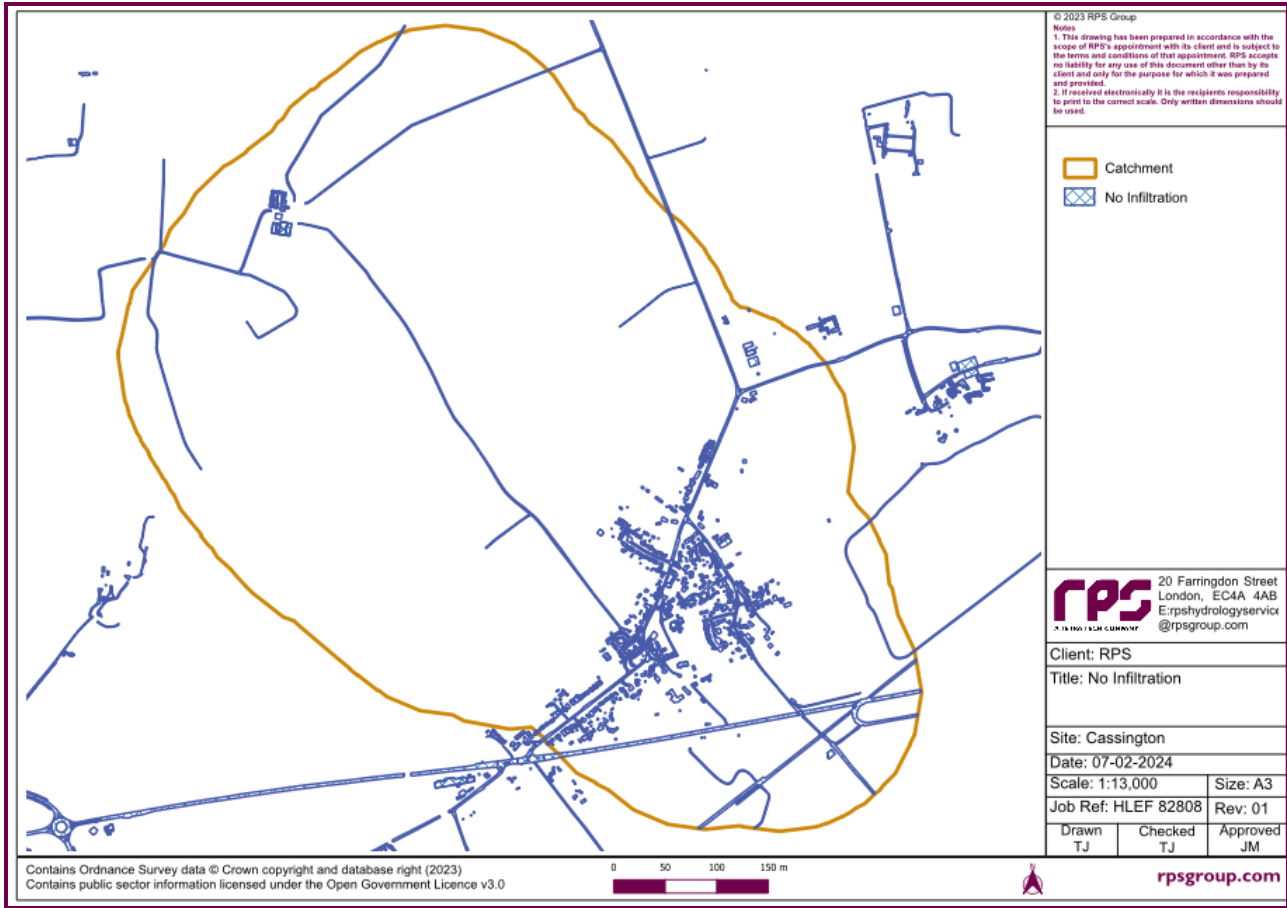 © 2023 RPS Group
Notes
1. This drawing has been prepared in accordance with the
scope of RPS's appointment with its client and is subject to
the terms and conditions of that appointment. RPS accepts
no liability for any use of this document other than by its
client and only for the purpose for which it was prepared
and provided.
2. If received electronically it is the recipients responsibility
to print to the correct scale. Only written dimensions should
be used.
Catchment
No Infiltration
rps
A TETRA TECH COMPANY
20 Farringdon Street
London, EC4A 4AB
E:rpshydrologyservice
@rpsgroup.com
Client: RPS
Title: No Infiltration
Site: Cassington
Date: 07-02-2024
Scale: 1:13,000 Size: A3
Job Ref: HLEF 82808 Rev: 01
Drawn Checked Approved
TJ TJ JM
Contains Ordnance Survey data © Crown copyright and database right (2023)
Contains public sector information licensed under the Open Government Licence v3.0
0 50 100 150 m
N
rpsgroup.com